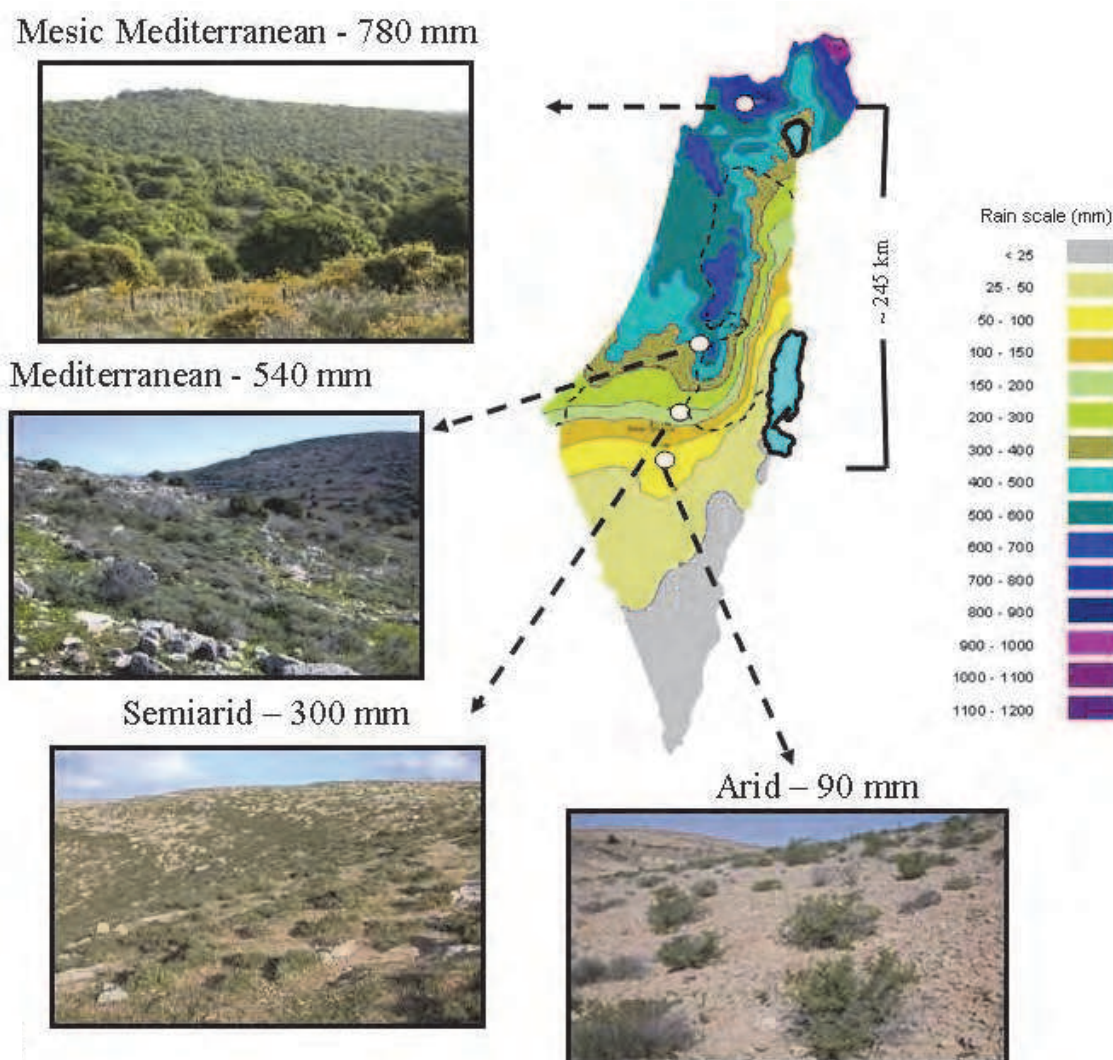 Mesic Mediterranean - 780 mm
~ 245 km
Rain scale (mm)
< 25
25 - 50
50 - 100
100 - 150
150 - 200
200 - 300
300 - 400
400 - 500
500 - 600
600 - 700
700 - 800
800 - 900
900 - 1000
1000 - 1100
1100 - 1200
Mediterranean - 540 mm
Semiarid – 300 mm
Arid – 90 mm